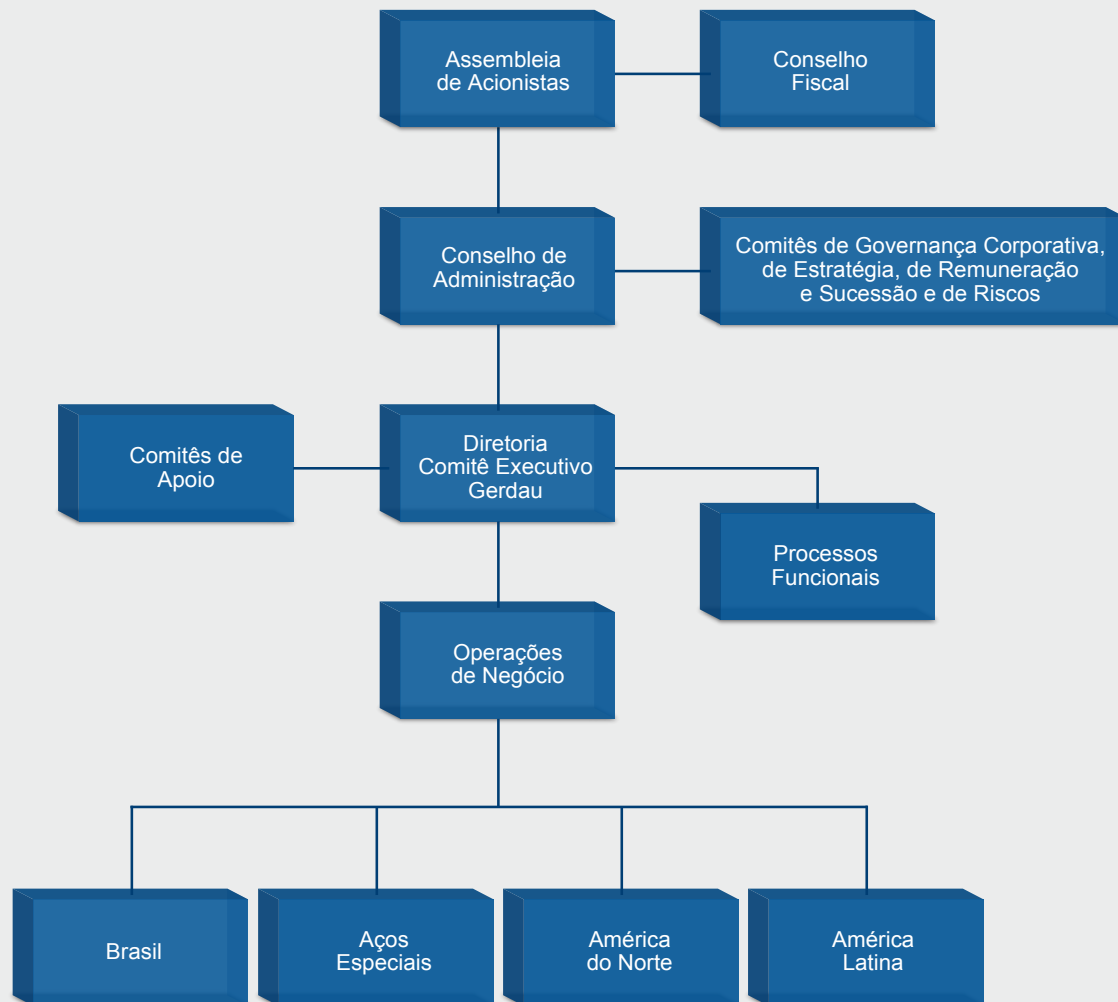 Assembleia
de Acionistas
Conselho
Fiscal
Conselho de
Administração
Comitês de Governança Corporativa,
de Estratégia, de Remuneração
e Sucessão e de Riscos
Comitês de
Apoio
Diretoria
Comitê Executivo
Gerdau
Processos
Funcionais
Operações
de Negócio
Brasil
Aços
Especiais
América
do Norte
América
Latina